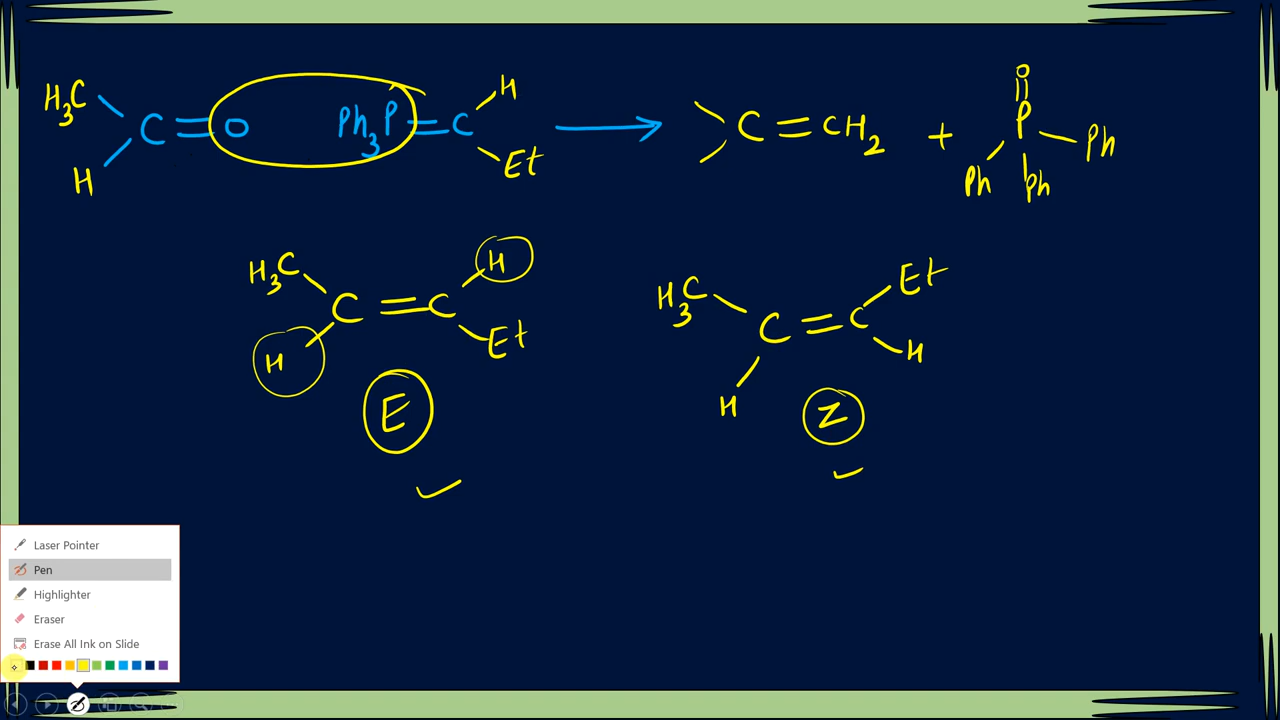 H₃C
H
C=O
Ph₃P=C
H
Et
⟶
C=CH₂
+
O
P
Ph
Ph
Ph
H₃C
H
C=C
H
Et
E
H₃C
H
C=C
Et
H
Z
Laser Pointer
Pen
Highlighter
Eraser
Erase All Ink on Slide